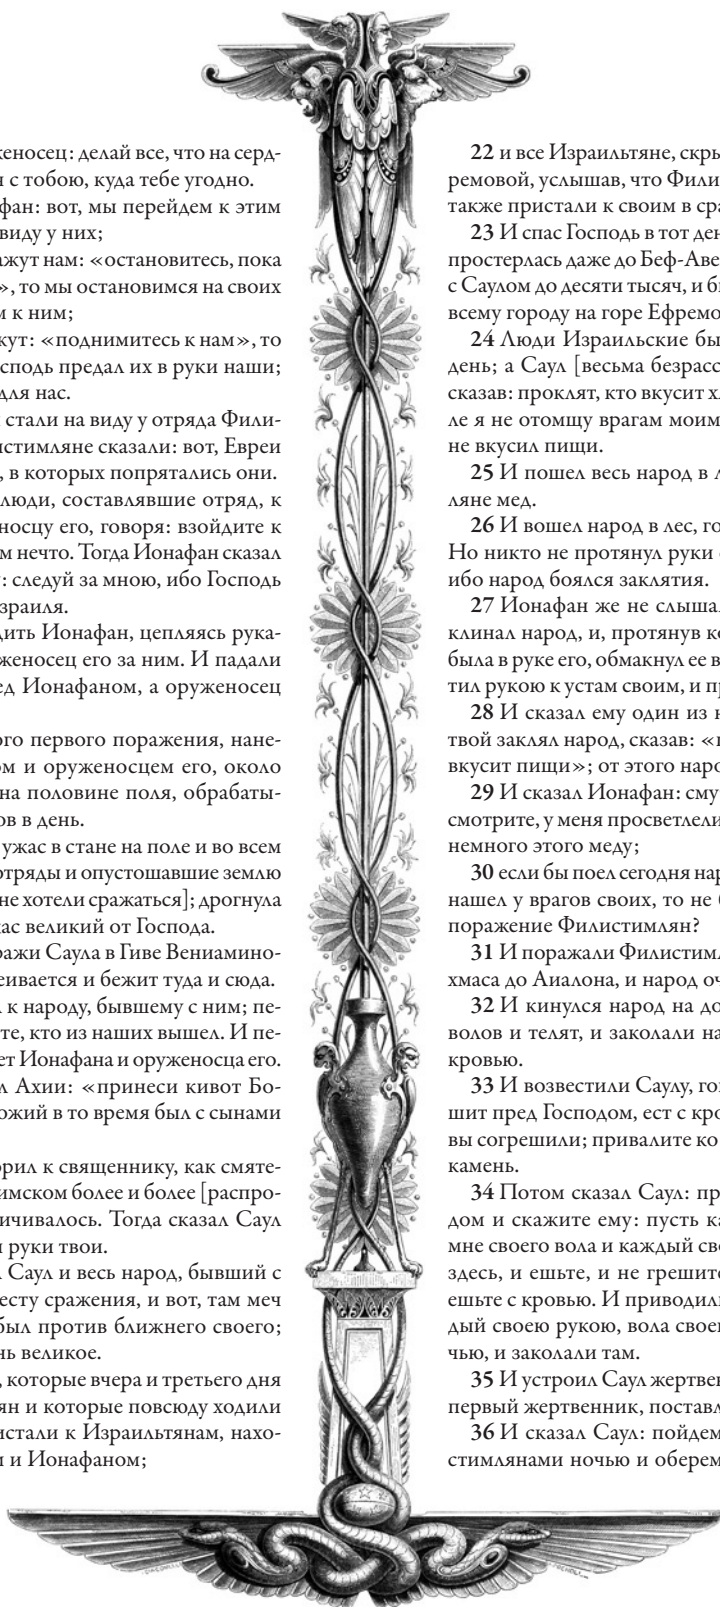 еносец: делай все, что на серд-
с тобою, куда тебе угодно.
фан: вот, мы перейдем к этим
виду у них;
ажут нам: «остановитесь, пока
», то мы остановимся на своих
к ним;
жут: «поднимитесь к нам», то
сподь предал их в руки наши;
для нас.
стали на виду у отряда Фили-
истимляне сказали: вот, Евреи
, в которых попрятались они.
люди, составлявшие отряд, к
носцу его, говоря: взойдите к
м нечто. Тогда Ионафан сказал
: следуй за мною, ибо Господь
зраиля.
дить Ионафан, цепляясь рука-
женосец его за ним. И падали
ед Ионафаном, а оруженосец
ого первого поражения, нане-
ом и оруженосцем его, около
на половине поля, обрабаты-
ов в день.
ужас в стане на поле и во всем
отряды и опустошавшие землю
не хотели сражаться]; дрогнула
ас великий от Господа.
ражи Саула в Гиве Вениамино-
еивается и бежит туда и сюда.
к народу, бывшему с ним; пе-
те, кто из наших вышел. И пе-
ет Ионафана и оруженосца его.
л Ахии: «принеси кивот Бо-
ожий в то время был с сынами
орил к священнику, как смяте-
имском более и более [распро-
ичивалось. Тогда сказал Саул
и руки твои.
Саул и весь народ, бывший с
есту сражения, и вот, там меч
был против ближнего своего;
нь великое.
, которые вчера и третьего дня
ян и которые повсюду ходили
истали к Израильтянам, нахо-
и и Ионафаном;
22 и все Израильтяне, скры
ремовой, услышав, что Фили
также пристали к своим в сра
23 И спас Господь в тот ден
простерлась даже до Беф-Аве
с Саулом до десяти тысяч, и б
всему городу на горе Ефремо
24 Люди Израильские бы
день; а Саул [весьма безрасс
сказав: проклят, кто вкусит х
ле я не отомщу врагам моим
не вкусил пищи.
25 И пошел весь народ в л
ляне мед.
26 И вошел народ в лес, го
Но никто не протянул руки
ибо народ боялся заклятия.
27 Ионафан же не слышал
клинал народ, и, протянув ко
была в руке его, обмакнул ее в
тил рукою к устам своим, и п
28 И сказал ему один из н
твой заклял народ, сказав: «
вкусит пищи»; от этого наро
29 И сказал Ионафан: сму
смотрите, у меня просветлели
немного этого меду;
30 если бы поел сегодня нар
нашел у врагов своих, то не б
поражение Филистимлян?
31 И поражали Филистимл
хмаса до Аиалона, и народ оч
32 И кинулся народ на до
волов и телят, и заколали на
кровью.
33 И возвестили Саулу, гов
шит пред Господом, ест с кро
вы согрешили; привалите ко
камень.
34 Потом сказал Саул: пр
дом и скажите ему: пусть ка
мне своего вола и каждый сво
здесь, и ешьте, и не грешите
ешьте с кровью. И приводил
дый своею рукою, вола своег
чью, и заколали там.
35 И устроил Саул жертвен
первый жертвенник, поставл
36 И сказал Саул: пойдем
стимлянами ночью и оберем